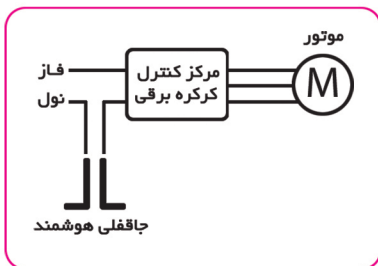 موتور
M
مرکز کنترل
کرکره برقی
فاز
نول
جاقفلی هوشمند